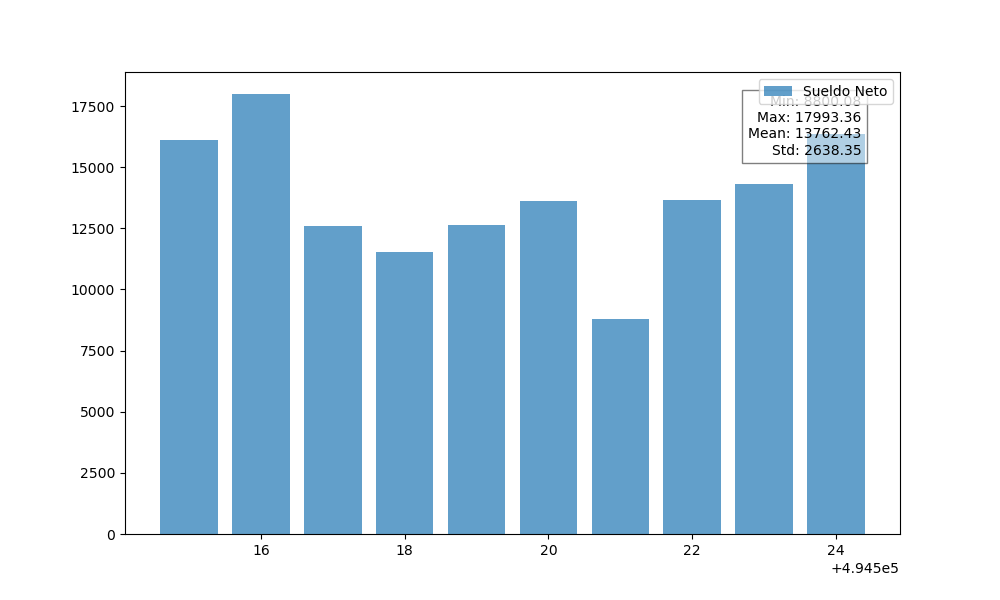 Sueldo Neto
Min: 8800.08
Max: 17993.36
Mean: 13762.43
Std: 2638.35
17500
15000
12500
10000
7500
5000
2500
0
16 18 20 22 24
+4.945e5